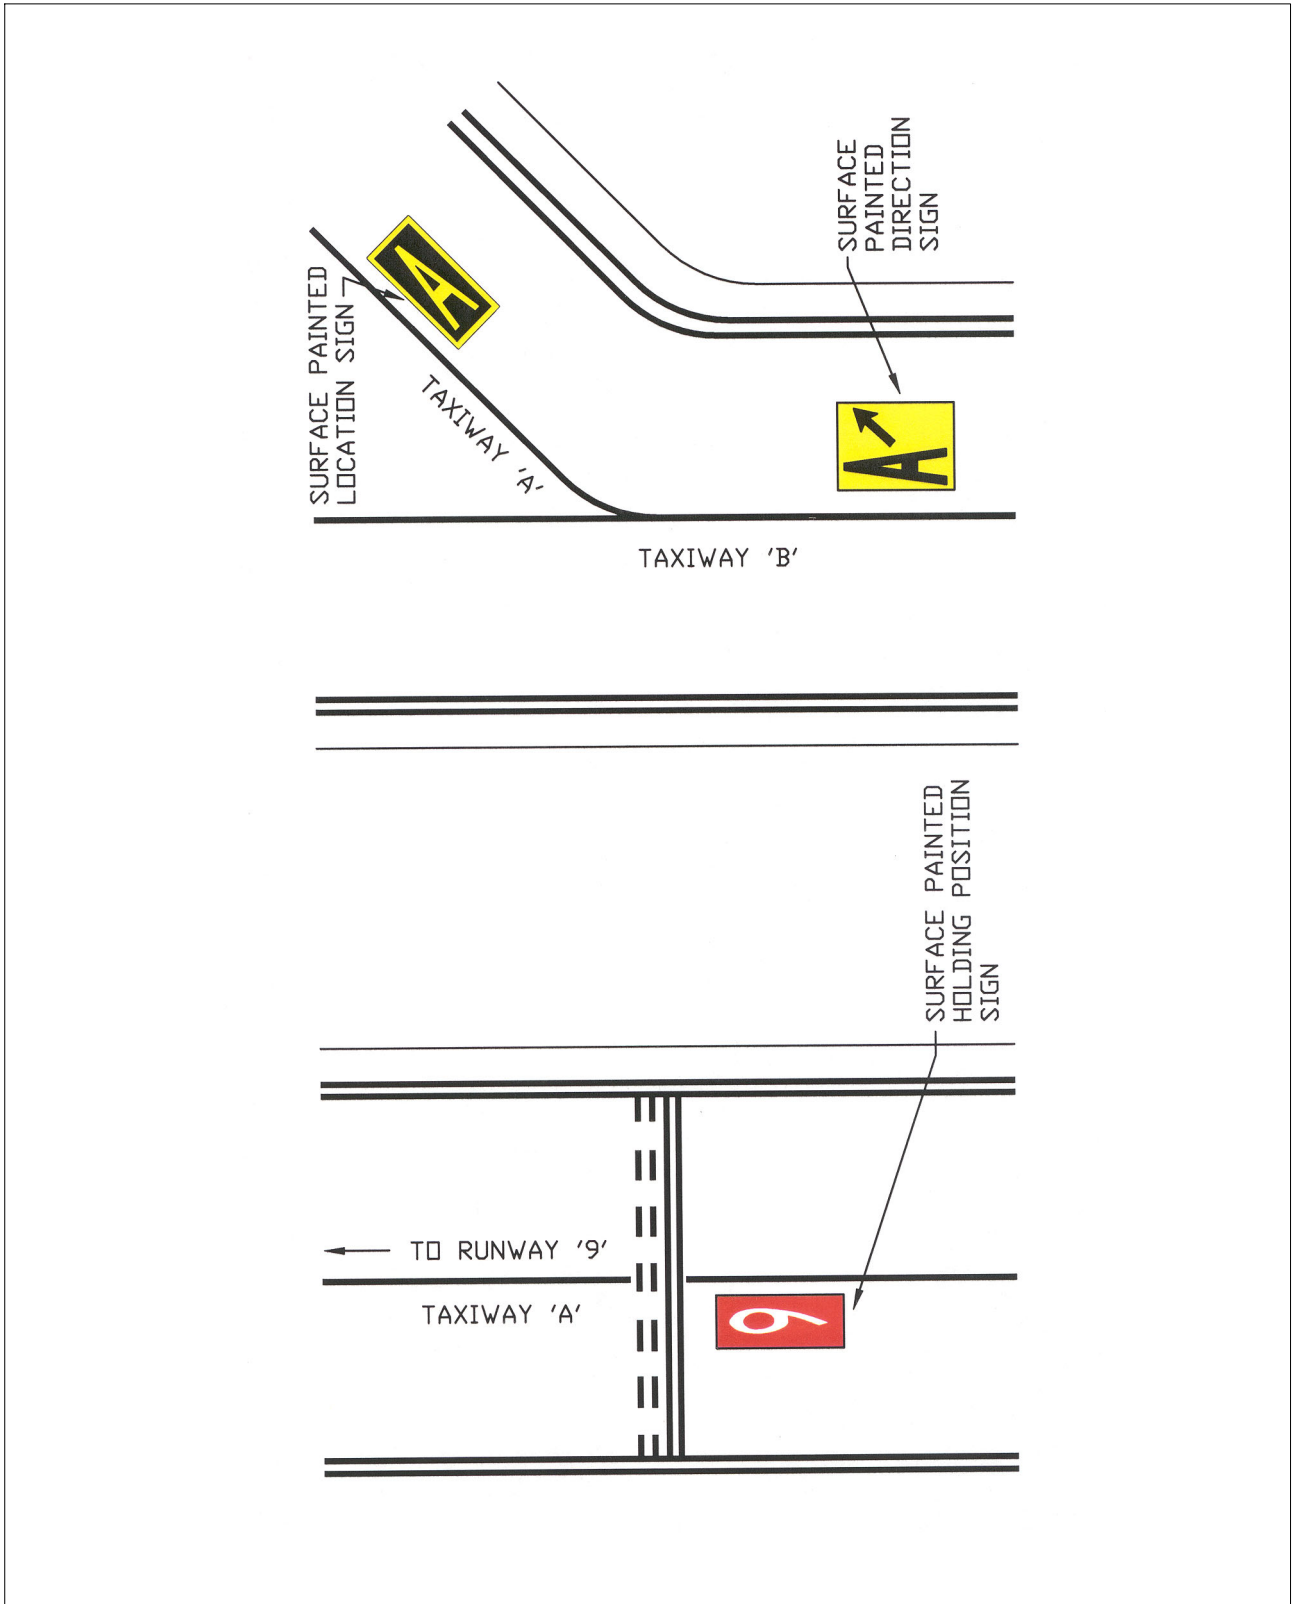 SURFACE PAINTED
LOCATION SIGN
A
TAXIWAY 'A'
SURFACE
PAINTED
DIRECTION
SIGN
A
TAXIWAY 'B'
SURFACE PAINTED
HOLDING POSITION
SIGN
TO RUNWAY '9'
TAXIWAY 'A'
9